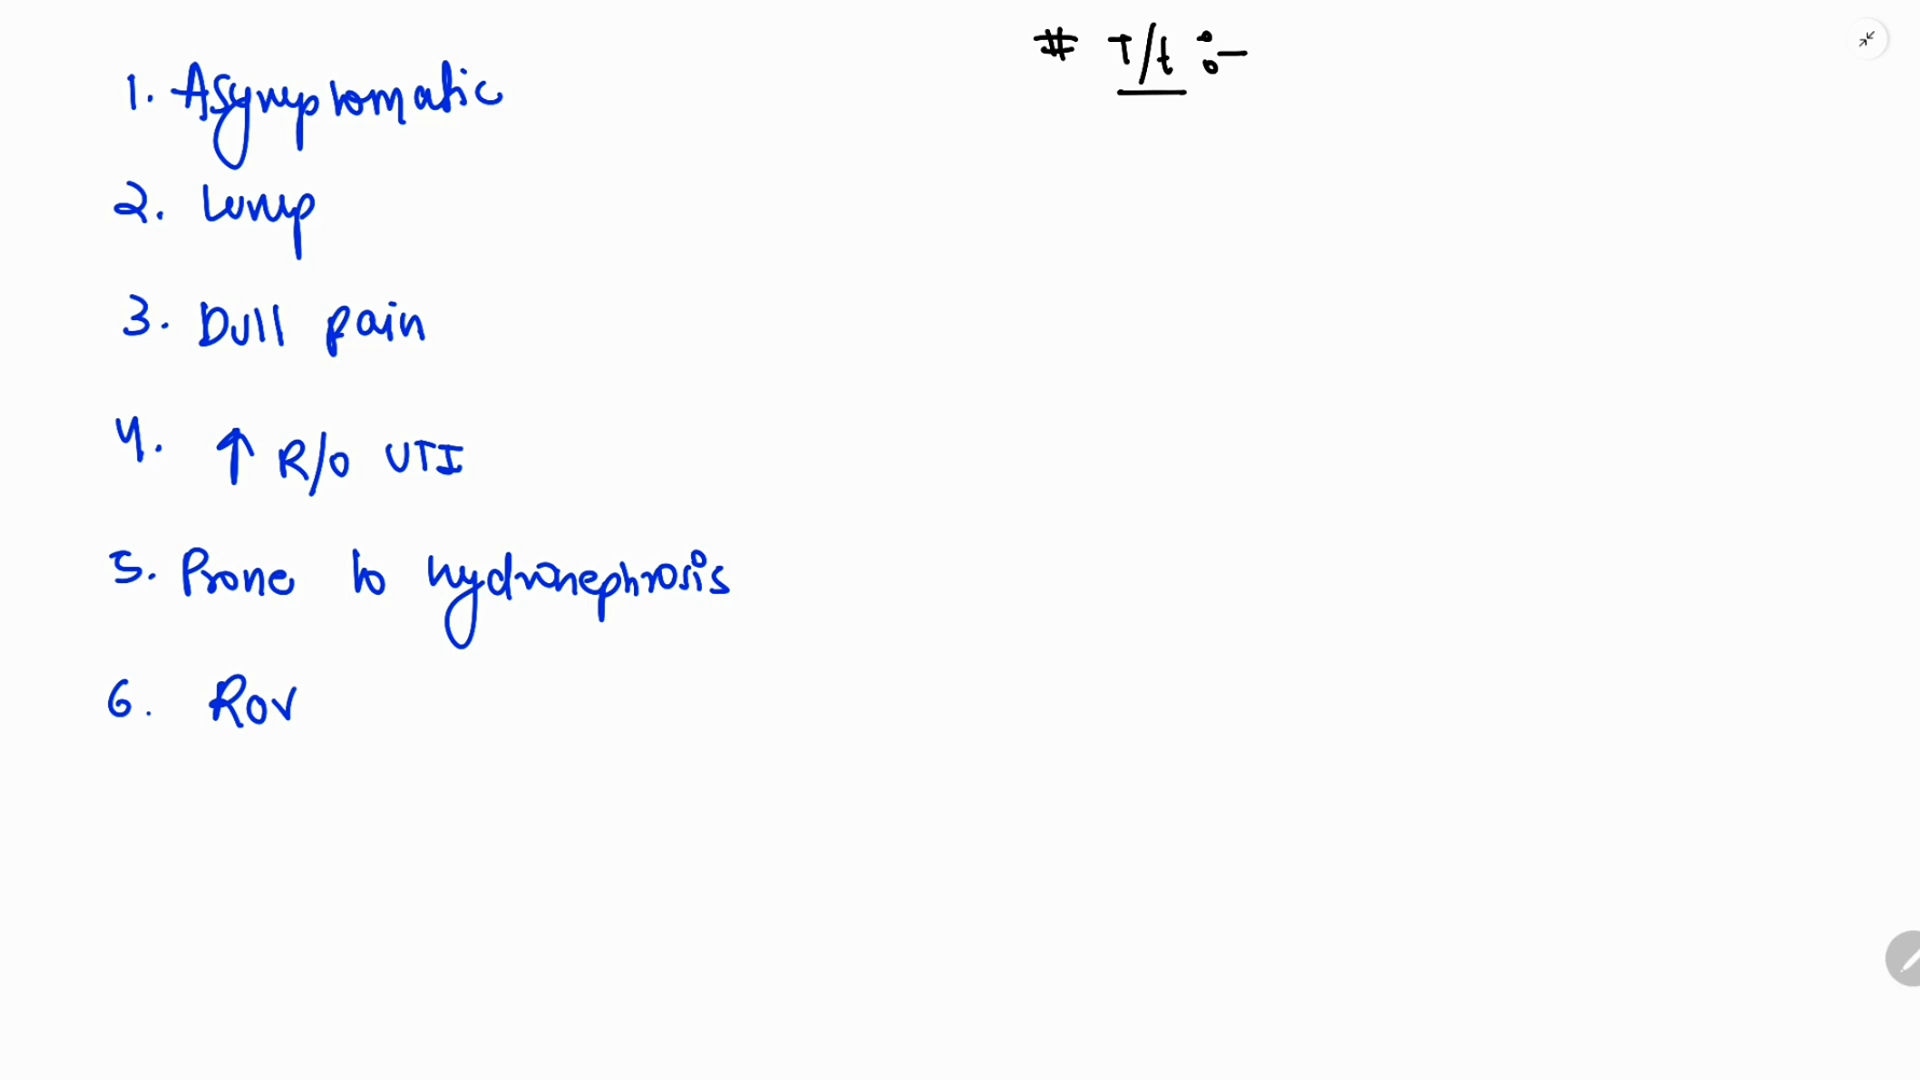 1. Asymptomatic
2. Lump
3. Dull pain
4. ↑ R/o UTI
5. Prone to hydronephrosis
6. Rov
# T/t :-